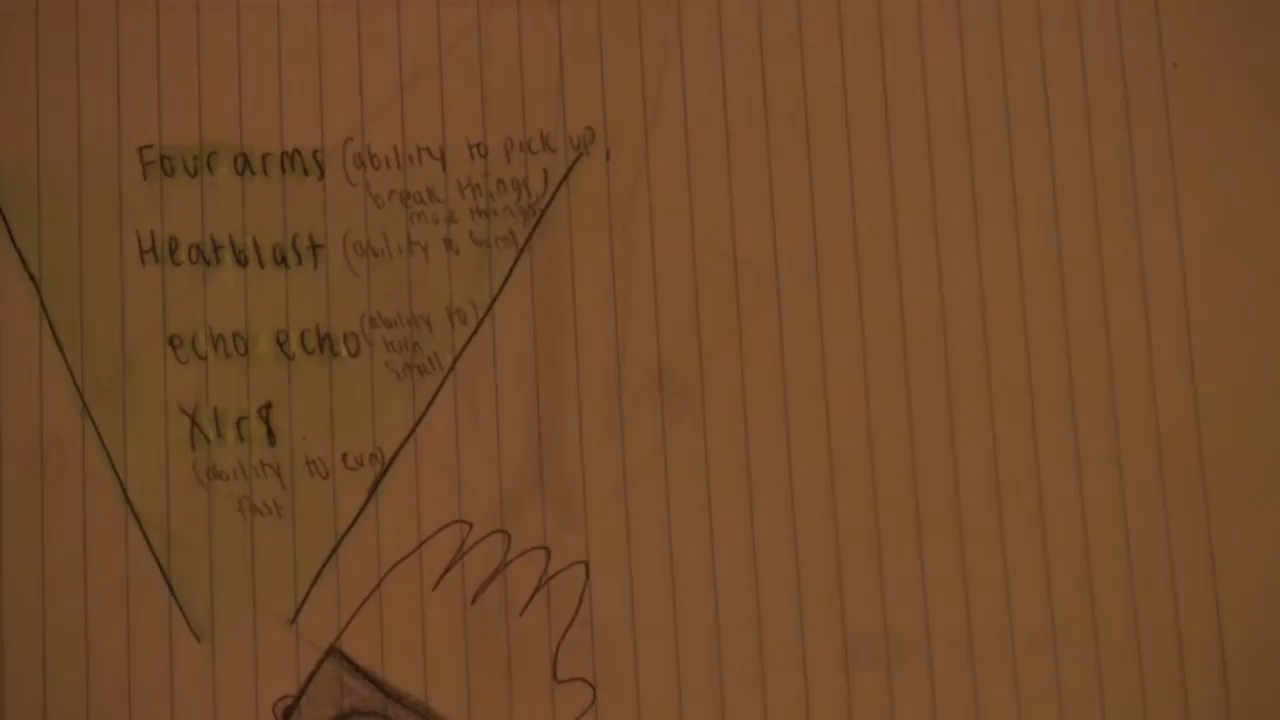 Four arms (ability to pick up,
break things,)
move things
Heatblast (ability to burn)
echo echo (ability to)
turn
small
Xlr8
(ability to run)
fast